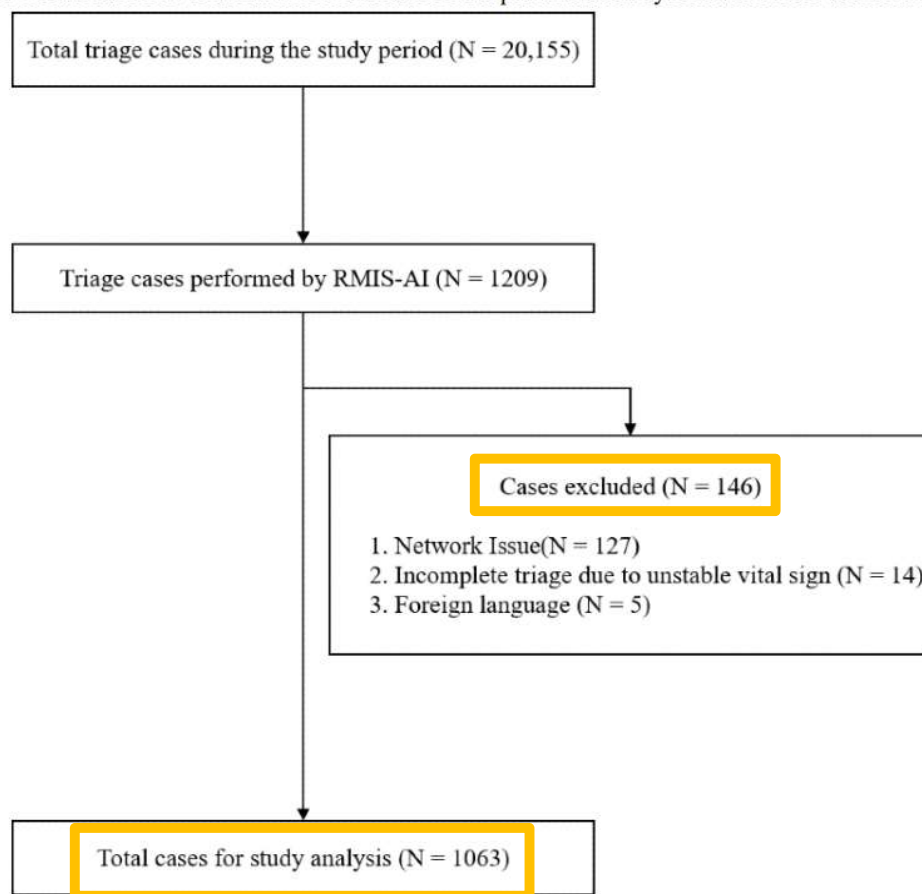 Total triage cases during the study period (N = 20,155)
Triage cases performed by RMIS-AI (N = 1209)
Cases excluded (N = 146)
1. Network Issue(N = 127)
2. Incomplete triage due to unstable vital sign (N = 14)
3. Foreign language (N = 5)
Total cases for study analysis (N = 1063)